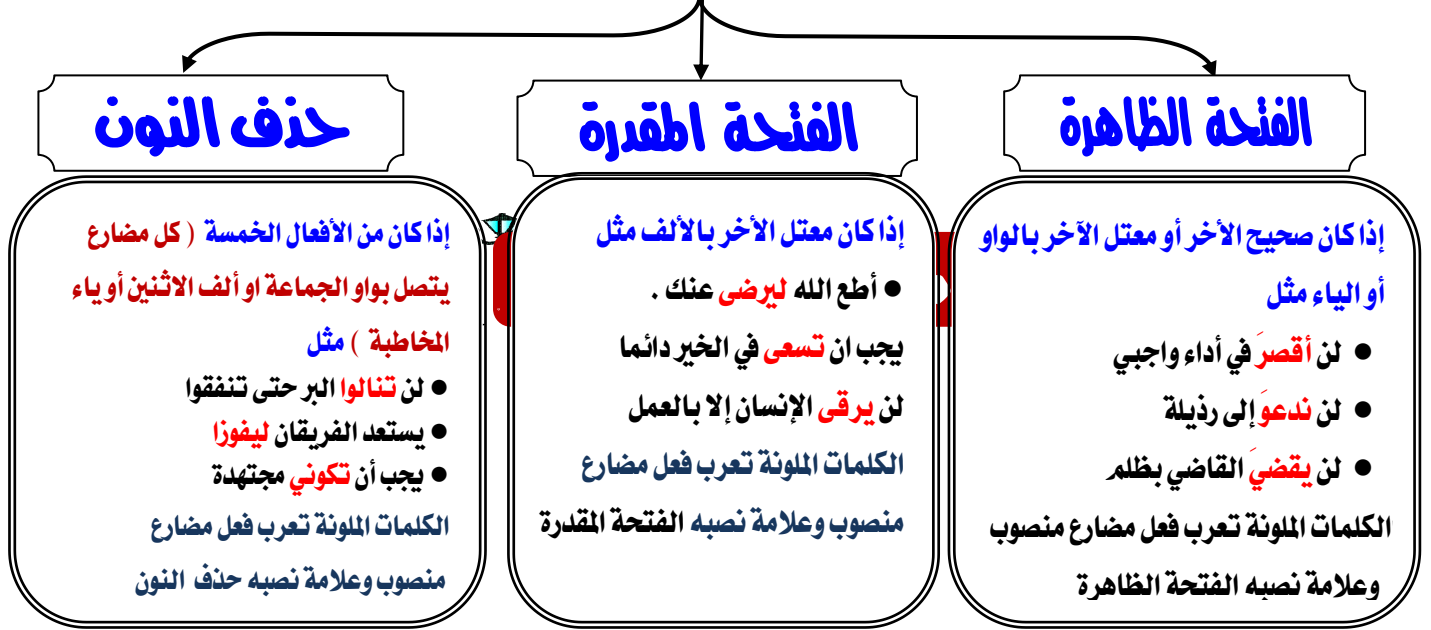 الفتحة الظاهرة
إذا كان صحيح الأخر أو معتل الآخر بالواو
أو الياء مثل
● لن أقصرَ في أداء واجبي
● لن ندعوَ إلى رذيلة
● لن يقضيَ القاضي بظلم
الكلمات الملونة تعرب فعل مضارع منصوب
وعلامة نصبه الفتحة الظاهرة
الفتحة المقدرة
إذا كان معتل الأخر بالألف مثل
● أطع الله ليرضى عنك .
يجب ان تسعى في الخير دائما
لن يرقى الإنسان إلا بالعمل
الكلمات الملونة تعرب فعل مضارع
منصوب وعلامة نصبه الفتحة المقدرة
حذف النون
إذا كان من الأفعال الخمسة ( كل مضارع
يتصل بواو الجماعة او ألف الاثنين أو ياء
المخاطبة ) مثل
● لن تنالوا البر حتى تنفقوا
● يستعد الفريقان ليفوزا
● يجب أن تكوني مجتهدة
الكلمات الملونة تعرب فعل مضارع
منصوب وعلامة نصبه حذف النون